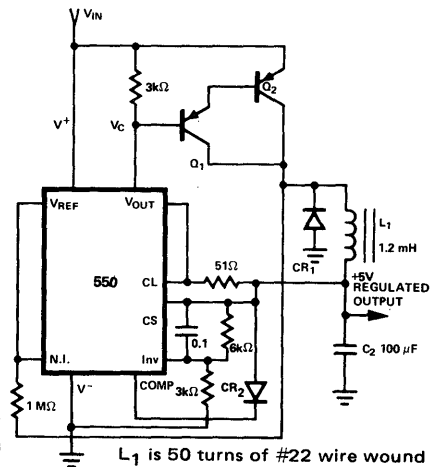 VIN
3kΩ
V+
VC
Q2
Q1
VREF
VOUT
L1
1.2 mH
550
CL
51Ω
CR1
+5V
REGULATED
OUTPUT
CS
0.1
6kΩ
N.I.
Inv
C2 100 μF
1 MΩ
V-
COMP
3kΩ
CR2
L1 is 50 turns of #22 wire wound